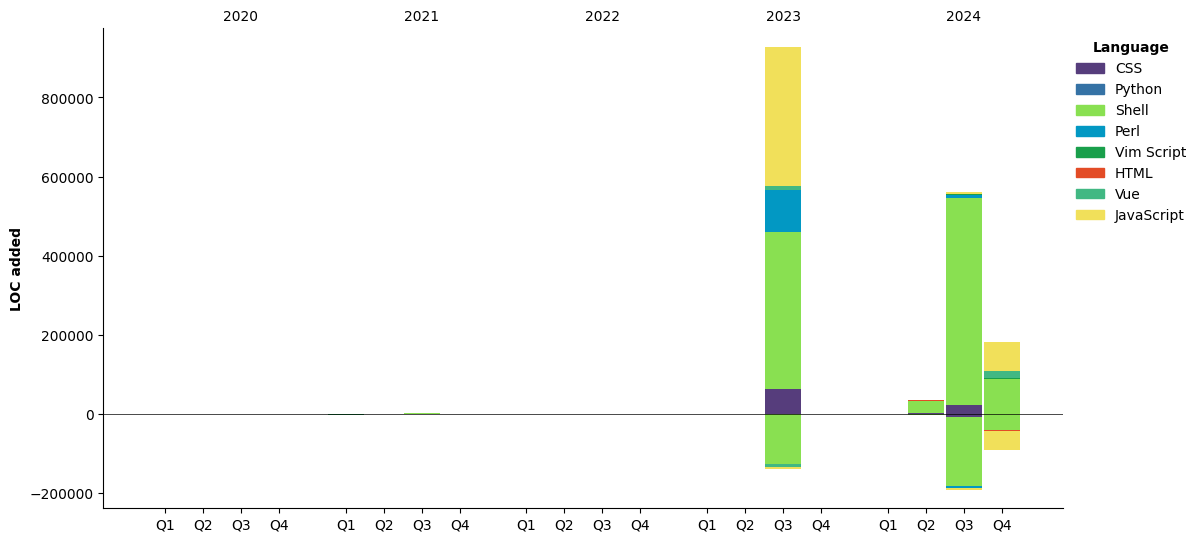 2020 2021 2022 2023 2024
Language
CSS
Python
Shell
Perl
Vim Script
HTML
Vue
JavaScript
LOC added
800000
600000
400000
200000
0
−200000
Q1 Q2 Q3 Q4 Q1 Q2 Q3 Q4 Q1 Q2 Q3 Q4 Q1 Q2 Q3 Q4 Q1 Q2 Q3 Q4